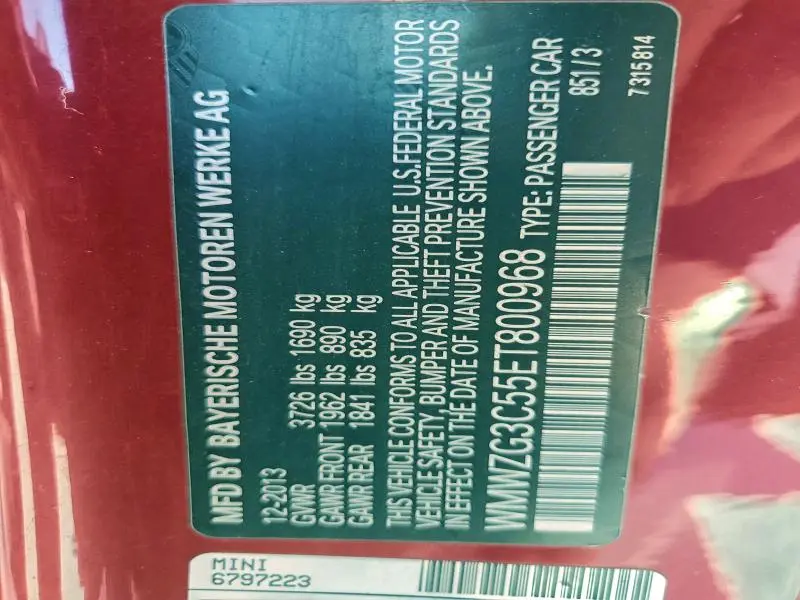 MFD BY BAYERISCHE MOTOREN WERKE AG
12-2013
GVWR 3726 lbs 1690 kg
GAWR FRONT 1962 lbs 890 kg
GAWR REAR 1841 lbs 835 kg
THIS VEHICLE CONFORMS TO ALL APPLICABLE U.S.FEDERAL MOTOR
VEHICLE SAFETY, BUMPER AND THEFT PREVENTION STANDARDS
IN EFFECT ON THE DATE OF MANUFACTURE SHOWN ABOVE.
WMWZG3C55ET800968 TYPE: PASSENGER CAR
851/3
7 315 814
MINI
6797223